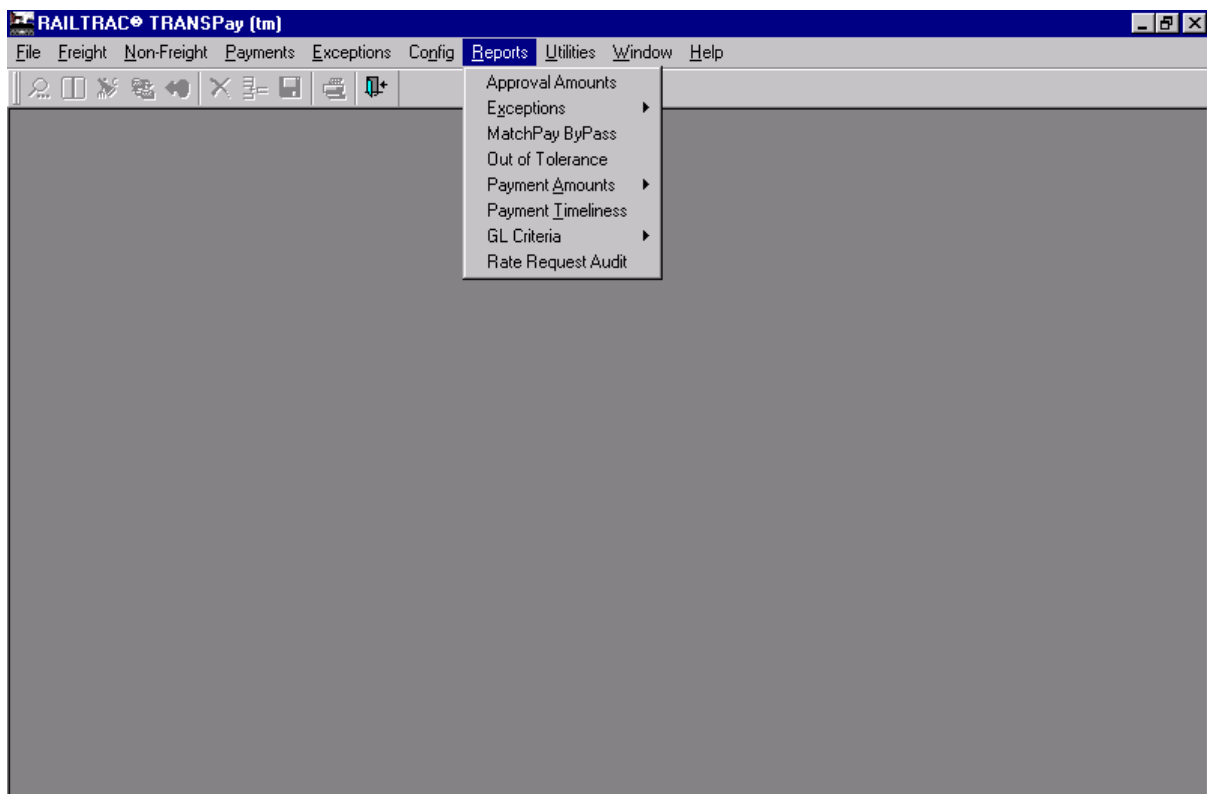 RAILTRAC® TRANSPay (tm)
File Freight Non-Freight Payments Exceptions Config Reports Utilities Window Help
Approval Amounts
Exceptions
MatchPay ByPass
Out of Tolerance
Payment Amounts
Payment Timeliness
GL Criteria
Rate Request Audit